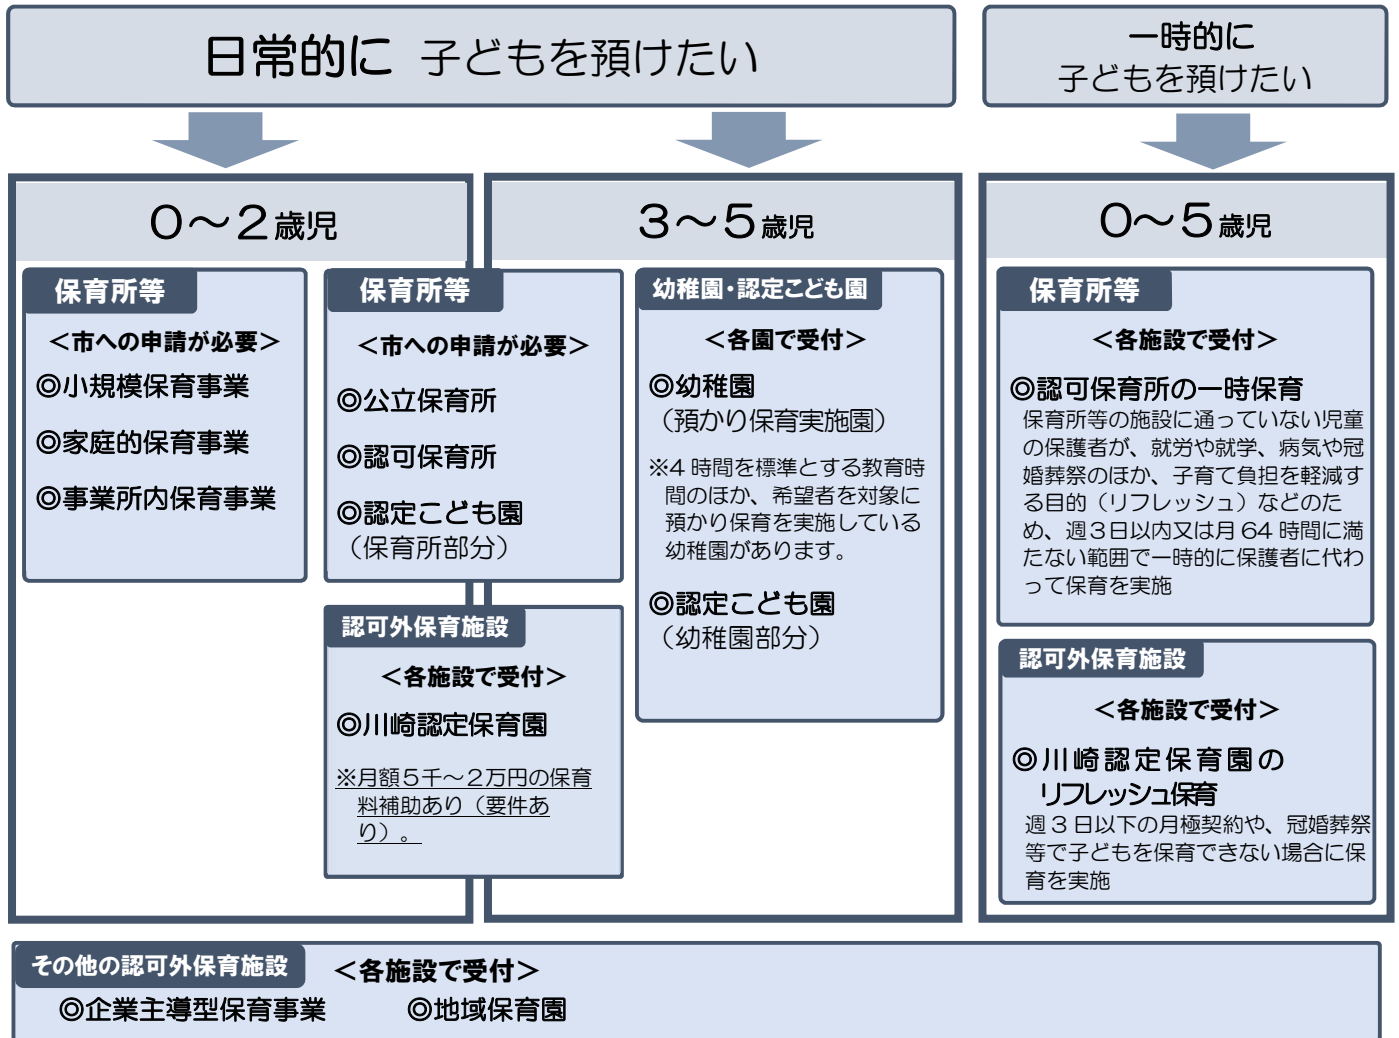 日常的に 子どもを預けたい
一時的に
子どもを預けたい
0～2歳児
3～5歳児
0～5歳児
保育所等
＜市への申請が必要＞
◎小規模保育事業
◎家庭的保育事業
◎事業所内保育事業
保育所等
＜市への申請が必要＞
◎公立保育所
◎認可保育所
◎認定こども園
（保育所部分）
認可外保育施設
＜各施設で受付＞
◎川崎認定保育園
※月額５千～２万円の保育
料補助あり（要件あ
り）。
幼稚園・認定こども園
＜各園で受付＞
◎幼稚園
（預かり保育実施園）
※4 時間を標準とする教育時
間のほか、希望者を対象に
預かり保育を実施している
幼稚園があります。
◎認定こども園
（幼稚園部分）
保育所等
＜各施設で受付＞
◎認可保育所の一時保育
保育所等の施設に通っていない児童
の保護者が、就労や就学、病気や冠
婚葬祭のほか、子育て負担を軽減す
る目的（リフレッシュ）などのた
め、週３日以内又は月 64 時間に満
たない範囲で一時的に保護者に代わ
って保育を実施
認可外保育施設
＜各施設で受付＞
◎川崎認定保育園の
リフレッシュ保育
週 3 日以下の月極契約や、冠婚葬祭
等で子どもを保育できない場合に保
育を実施
その他の認可外保育施設 ＜各施設で受付＞
◎企業主導型保育事業 ◎地域保育園